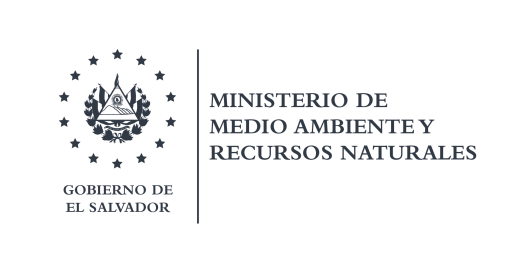 GOBIERNO DE
EL SALVADOR
MINISTERIO DE
MEDIO AMBIENTE Y
RECURSOS NATURALES